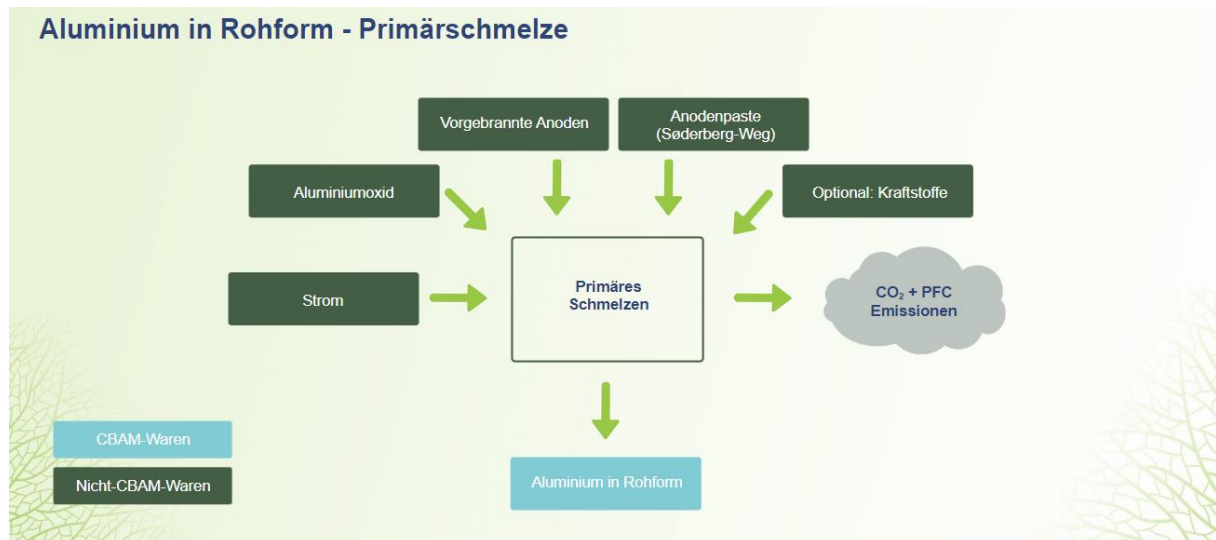 Aluminium in Rohform - Primärschmelze
Vorgebrannte Anoden
Anodenpaste
(Søderberg-Weg)
Aluminiumoxid
Optional: Kraftstoffe
Strom
Primäres
Schmelzen
CO₂ + PFC
Emissionen
CBAM-Waren
Nicht-CBAM-Waren
Aluminium in Rohform